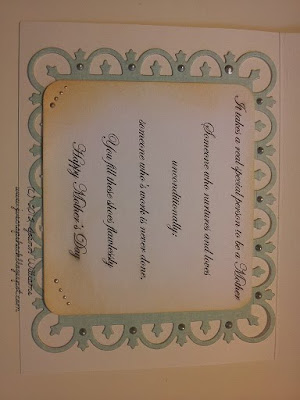 It takes a real special person to be a Mother
Someone who nurtures and loves
unconditionally;
someone who's work is never done.
You fill these shoes flawlessly
Happy Mother's Day